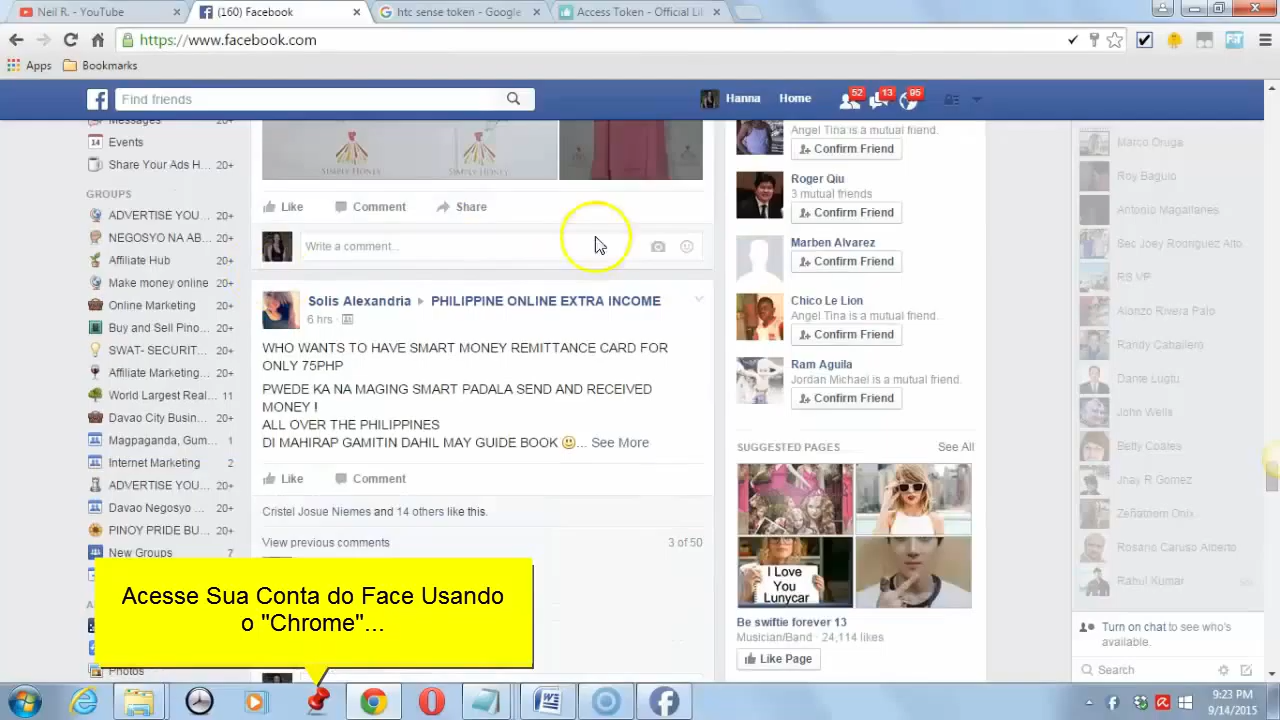 Neil R. - YouTube
(160) Facebook
htc sense token - Google
Access Token - Official Lil
https://www.facebook.com
Apps
Bookmarks
Find friends
Hanna
Home
52
13
95
Messages 20+
Events
Share Your Ads H... 20+
GROUPS
ADVERTISE YOU... 20+
NEGOSYO NA AB... 20+
Affiliate Hub 20+
Make money online 20+
Online Marketing 20+
Buy and Sell Pino... 20+
SWAT- SECURIT... 20+
Affiliate Marketing... 20+
World Largest Real... 11
Davao City Busin... 20+
Magpaganda, Gum... 1
Internet Marketing 2
ADVERTISE YOU... 20+
Davao Negosyo ... 20+
PINOY PRIDE BU... 20+
New Groups 7
Photos
SIMPLY HONEY
SIMPLY HONEY
Like Comment Share
Write a comment...
Solis Alexandria PHILIPPINE ONLINE EXTRA INCOME
6 hrs ·
WHO WANTS TO HAVE SMART MONEY REMITTANCE CARD FOR
ONLY 75PHP
PWEDE KA NA MAGING SMART PADALA SEND AND RECEIVED
MONEY !
ALL OVER THE PHILIPPINES
DI MAHIRAP GAMITIN DAHIL MAY GUIDE BOOK 🙂... See More
Like Comment
Cristel Josue Niemes and 14 others like this.
View previous comments 3 of 50
Angel Tina is a mutual friend.
Confirm Friend
Roger Qiu
3 mutual friends
Confirm Friend
Marben Alvarez
Confirm Friend
Chico Le Lion
Angel Tina is a mutual friend.
Confirm Friend
Ram Aguila
Jordan Michael is a mutual friend.
Confirm Friend
SUGGESTED PAGES See All
I Love
You
Lunycar
Be swiftie forever 13
Musician/Band · 24,114 likes
Like Page
Marco Oruga
Roy Baguio
Antonio Magallanes
Sec Joey Rodriguez Alto
RS VP
Alonzo Rivera Palo
Randy Caballero
Dante Lugtu
John Wells
Betty Coates
Jhay R Gomez
Zeñatnem Onix
Rosario Caruso Alberto
Rahul Kumar
Turn on chat to see who's
available.
Search
Acesse Sua Conta do Face Usando
o "Chrome"...
9:23 PM
9/14/2015